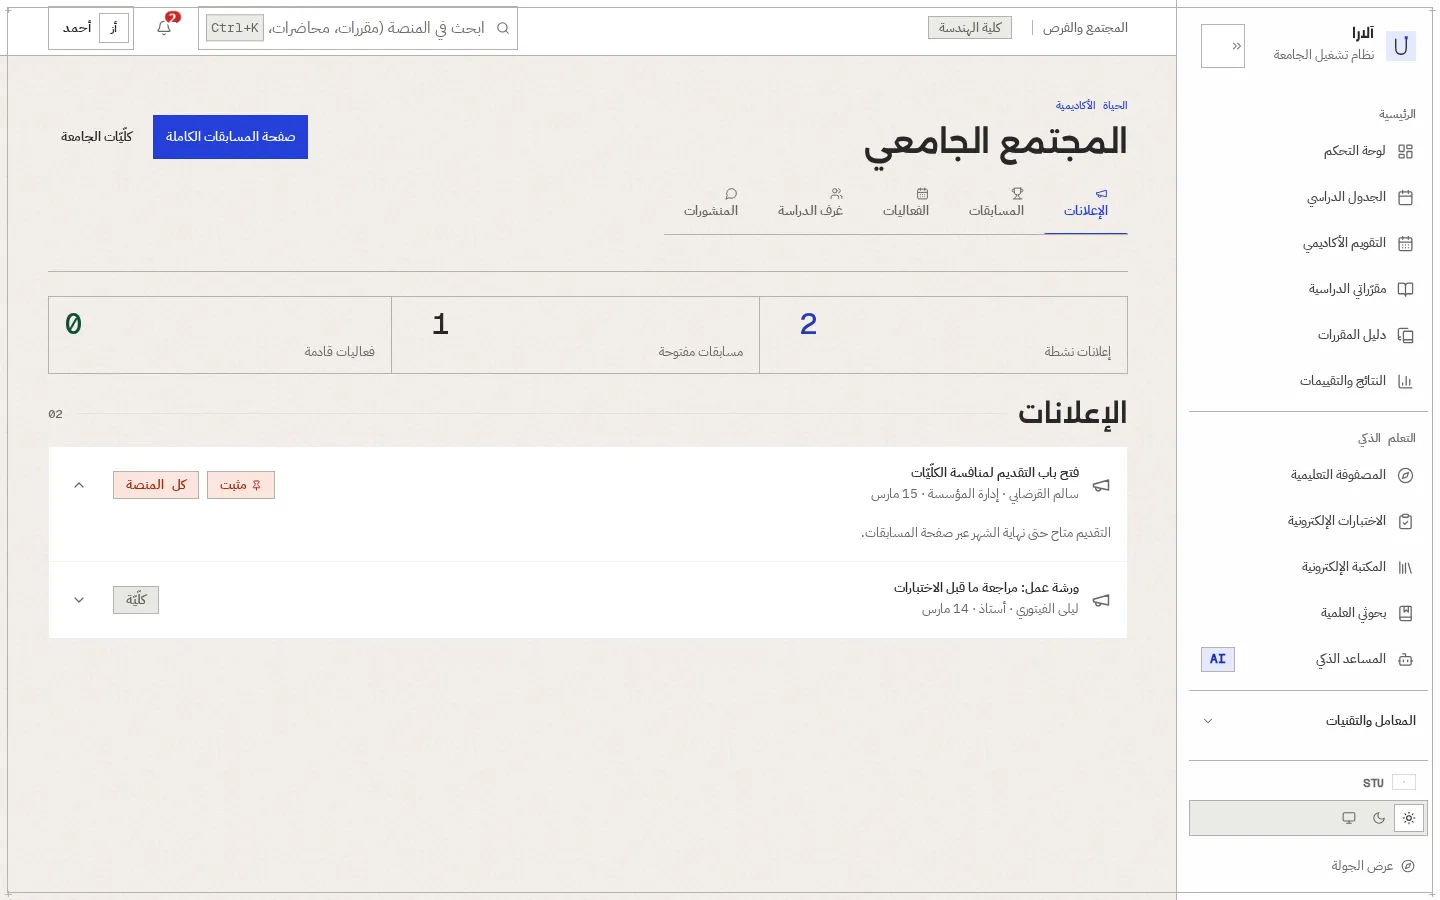 آلارا
نظام تشغيل الجامعة
الرئيسية
لوحة التحكم
الجدول الدراسي
التقويم الأكاديمي
مقرّراتي الدراسية
دليل المقررات
النتائج والتقييمات
التعلم الذكي
المصفوفة التعليمية
الاختبارات الإلكترونية
المكتبة الإلكترونية
بحوثي العلمية
المساعد الذكي
AI
المعامل والتقنيات
STU
عرض الجولة
المجتمع والفرص
كلية الهندسة
ابحث في المنصة (مقررات، محاضرات،
Ctrl+K
2
أز
أحمد
الحياة الأكاديمية
المجتمع الجامعي
صفحة المسابقات الكاملة
كلّيّات الجامعة
الإعلانات
المسابقات
الفعاليات
غرف الدراسة
المنشورات
2
إعلانات نشطة
1
مسابقات مفتوحة
0
فعاليات قادمة
الإعلانات
02
فتح باب التقديم لمنافسة الكلّيّات
سالم القرضابي · إدارة المؤسسة · 15 مارس
مثبت
كل المنصة
التقديم متاح حتى نهاية الشهر عبر صفحة المسابقات.
ورشة عمل: مراجعة ما قبل الاختبارات
ليلى الفيتوري · أستاذ · 14 مارس
كلّيّة